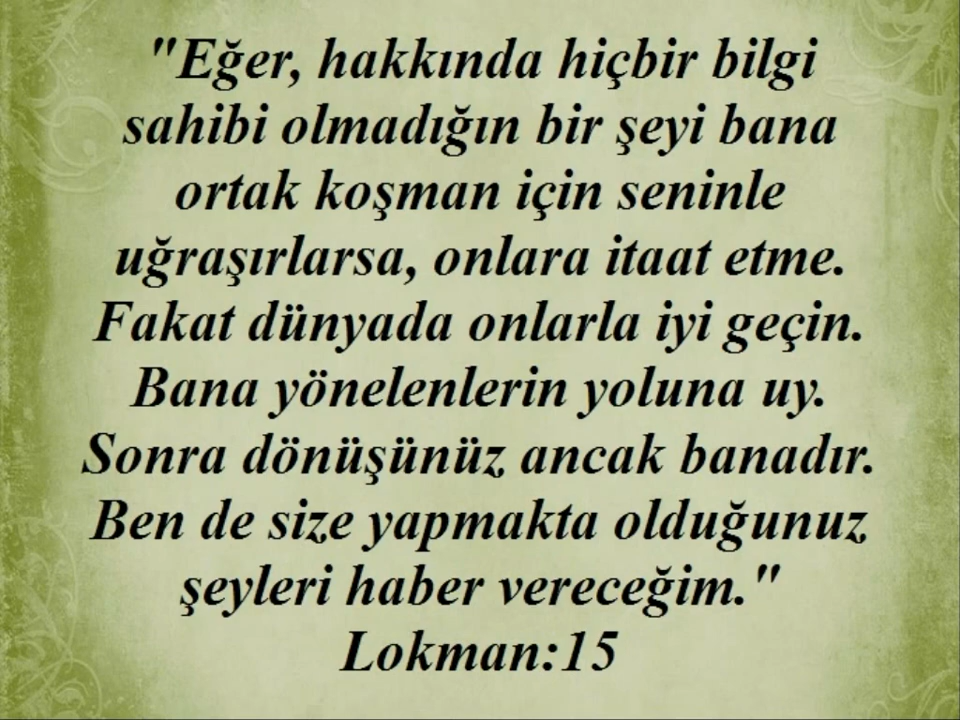 "Eğer, hakkında hiçbir bilgi
sahibi olmadığın bir şeyi bana
ortak koşman için seninle
uğraşırlarsa, onlara itaat etme.
Fakat dünyada onlarla iyi geçin.
Bana yönelenlerin yoluna uy.
Sonra dönüşünüz ancak banadır.
Ben de size yapmakta olduğunuz
şeyleri haber vereceğim."
Lokman:15